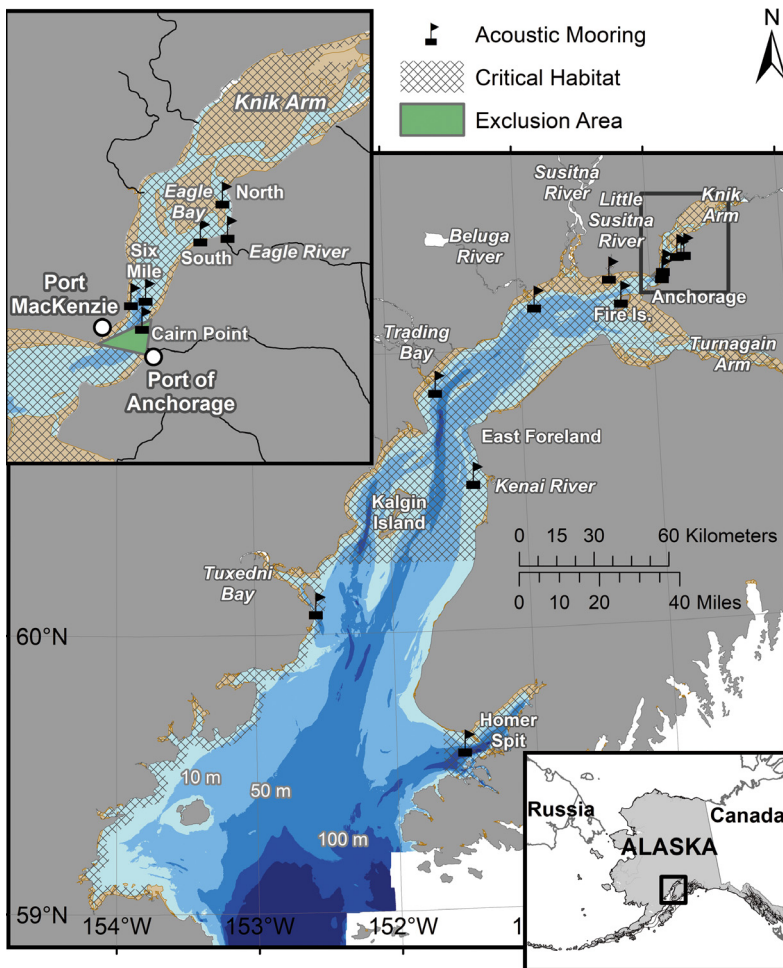 Acoustic Mooring
Critical Habitat
Exclusion Area
N
Knik Arm
Eagle
Bay
North
South
Eagle River
Six
Mile
Port
MacKenzie
Cairn Point
Port of
Anchorage
Susitna
River
Little
Susitna
River
Knik
Arm
Beluga
River
Anchorage
Fire Is.
Turnagain
Arm
Trading
Bay
East Foreland
Kenai River
Kalgin
Island
0 15 30 60 Kilometers
0 10 20 40 Miles
Tuxedni
Bay
60°N
Homer
Spit
10 m
50 m
100 m
59°N
154°W
153°W
152°W
1
Russia
Canada
ALASKA